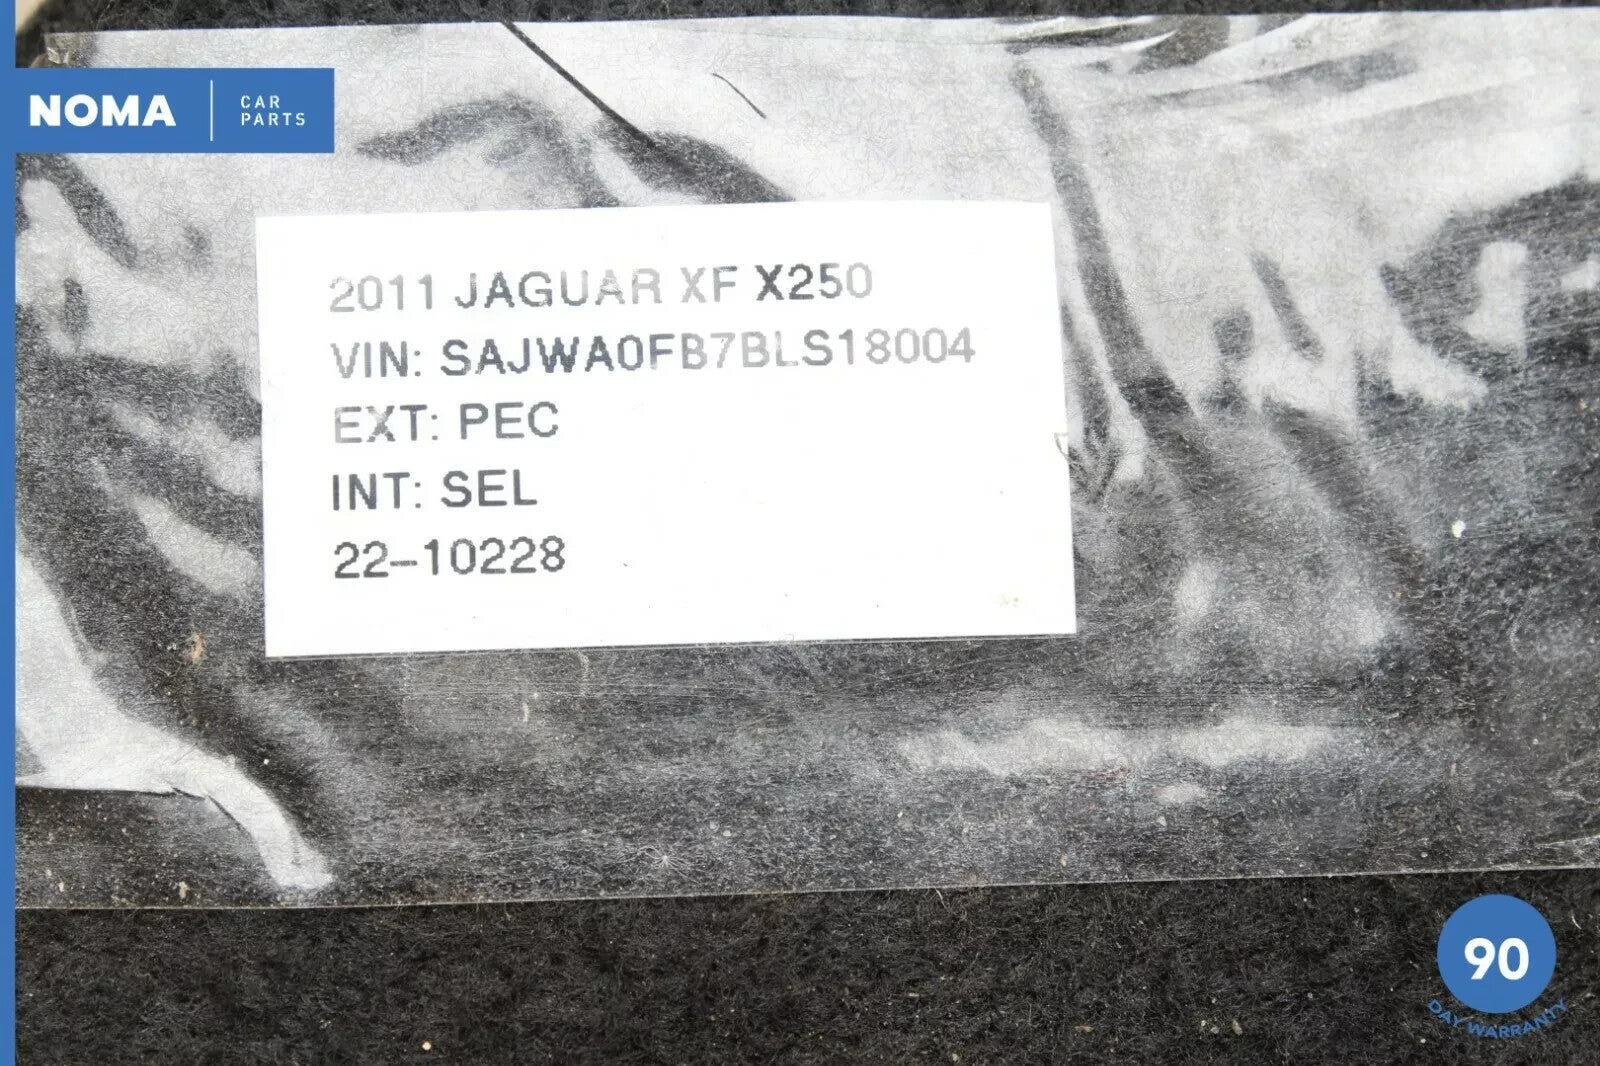 NOMA
CAR
PARTS
2011 JAGUAR XF X250
VIN: SAJWA0FB7BLS18004
EXT: PEC
INT: SEL
22-10228
90
DAY WARRANTY